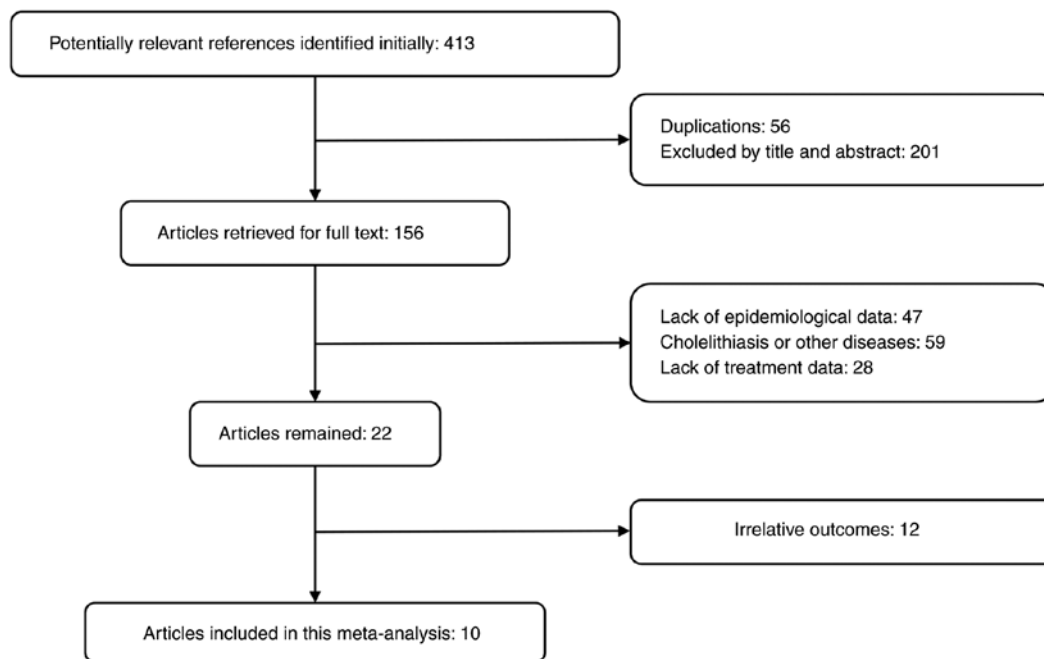 Potentially relevant references identified initially: 413
Duplications: 56
Excluded by title and abstract: 201
Articles retrieved for full text: 156
Lack of epidemiological data: 47
Cholelithiasis or other diseases: 59
Lack of treatment data: 28
Articles remained: 22
Irrelative outcomes: 12
Articles included in this meta-analysis: 10